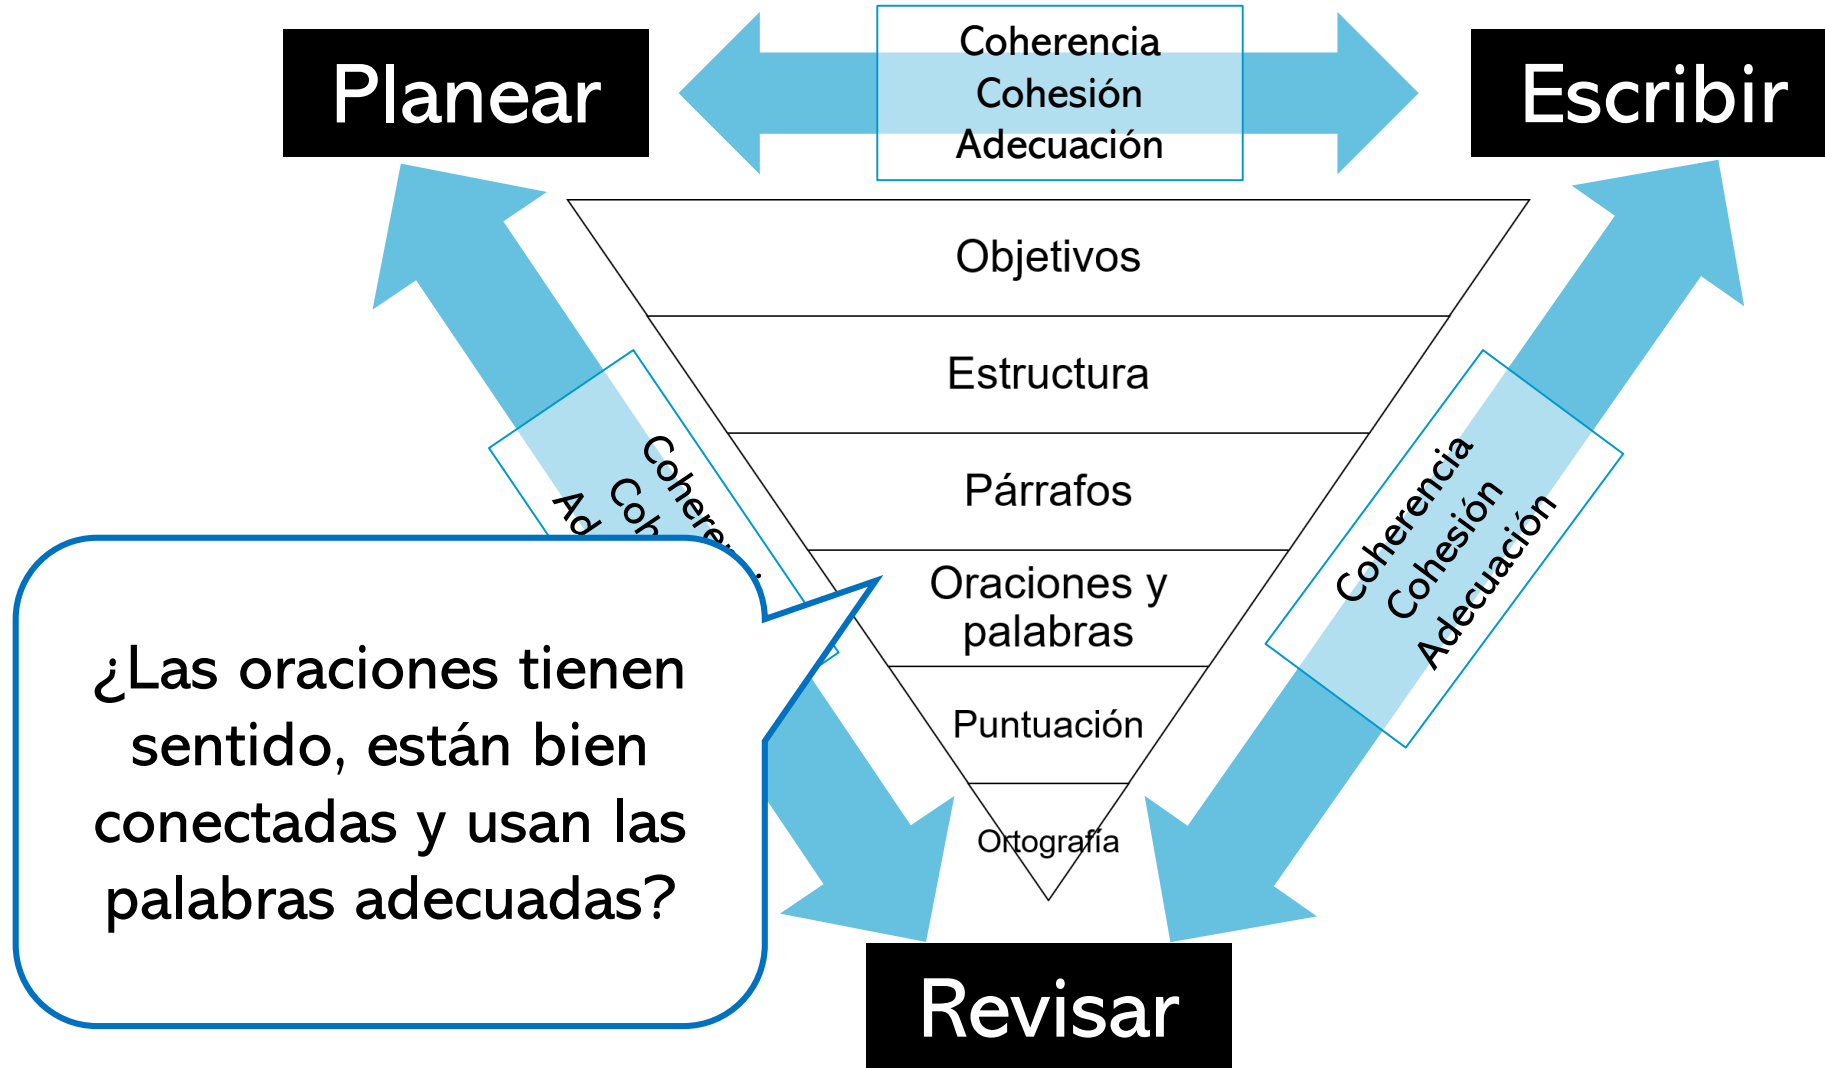 Planear
Coherencia
Cohesión
Adecuación
Escribir
Objetivos
Estructura
Párrafos
Oraciones y
palabras
Puntuación
Ortografía
Coherencia
Cohesión
Adecuación
¿Las oraciones tienen
sentido, están bien
conectadas y usan las
palabras adecuadas?
Revisar